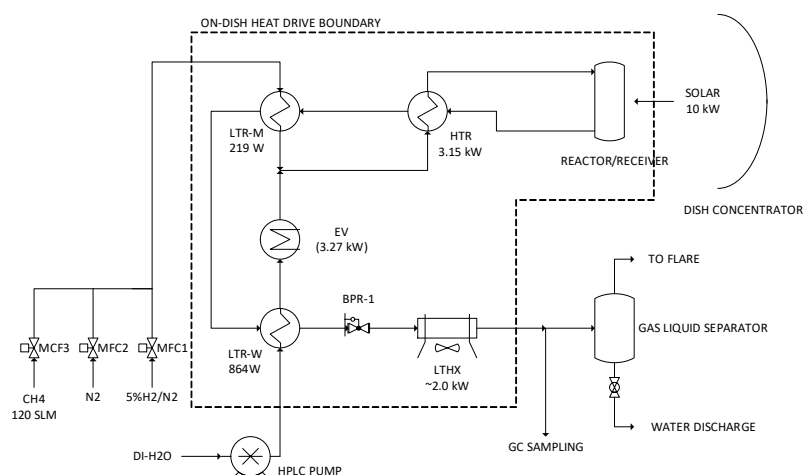 ON-DISH HEAT DRIVE BOUNDARY
SOLAR
10 kW
LTR-M
219 W
HTR
3.15 kW
REACTOR/RECEIVER
DISH CONCENTRATOR
EV
(3.27 kW)
TO FLARE
BPR-1
GAS LIQUID SEPARATOR
MCF3
MFC2
MFC1
LTR-W
864W
LTHX
~2.0 kW
CH4
120 SLM
N2
5%H2/N2
WATER DISCHARGE
GC SAMPLING
DI-H2O
HPLC PUMP